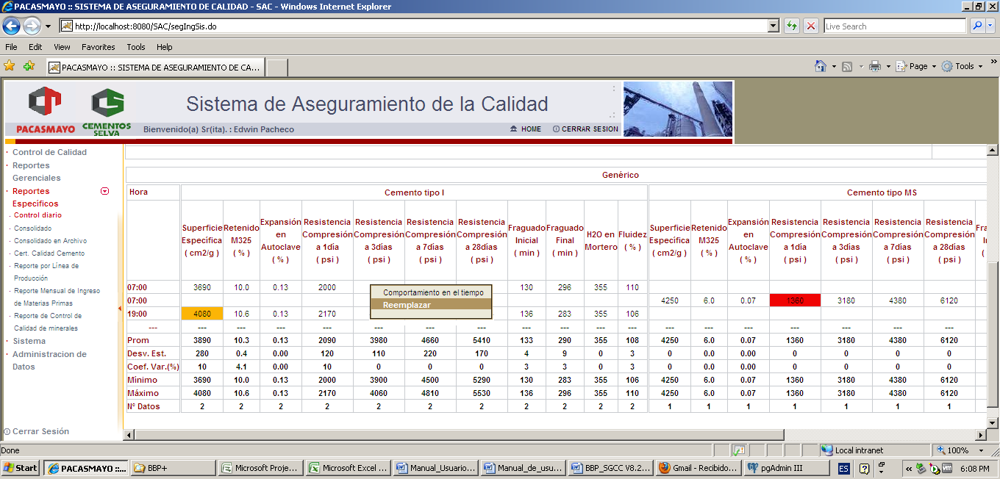 PACASMAYO :: SISTEMA DE ASEGURAMIENTO DE CALIDAD - SAC - Windows Internet Explorer
http://localhost:8080/SAC/segIngSis.do
Live Search
File Edit View Favorites Tools Help
PACASMAYO :: SISTEMA DE ASEGURAMIENTO DE CA...
Page Tools »
PACASMAYO
CEMENTOS SELVA
Sistema de Aseguramiento de la Calidad
Bienvenido(a) Sr(ita). : Edwin Pacheco
HOME CERRAR SESION
Control de Calidad
Reportes
Gerenciales
Reportes
Específicos
Control diario
Consolidado
Consolidado en Archivo
Cert. Calidad Cemento
Reporte por Línea de
Producción
Reporte Mensual de Ingreso
de Materias Primas
Reporte de Control de
Calidad de minerales
Sistema
Administracion de
Datos
Cerrar Sesión
Genérico
Hora Cemento tipo I Cemento tipo MS
Superficie Específica ( cm2/g ) Retenido M325 ( % ) Expansión en Autoclave ( % ) Resistencia Compresión a 1día ( psi ) Resistencia Compresión a 3días ( psi ) Resistencia Compresión a 7días ( psi ) Resistencia Compresión a 28días ( psi ) Fraguado Inicial ( min ) Fraguado Final ( min ) H2O en Mortero Fluidez ( % ) Superficie Específica ( cm2/g ) Retenido M325 ( % ) Expansión en Autoclave ( % ) Resistencia Compresión a 1día ( psi ) Resistencia Compresión a 3días ( psi ) Resistencia Compresión a 7días ( psi ) Resistencia Compresión a 28días ( psi )
07:00 3690 10.0 0.13 2000 130 296 355 110
Comportamiento en el tiempo
Reemplazar
07:00 4250 6.0 0.07 1360 3180 4380 6120
19:00 4080 10.6 0.13 2170 136 283 355 106
--- --- --- --- --- --- --- --- --- --- --- --- --- --- --- --- --- --- ---
Prom 3890 10.3 0.13 2090 3980 4660 5410 133 290 355 108 4250 6.0 0.07 1360 3180 4380 6120
Desv. Est. 280 0.4 0.00 120 110 220 170 4 9 0 3 0 0.0 0.00 0 0 0 0
Coef. Var.(%) 10 4.1 0.00 10 0 0 0 3 3 0 3 0 0.0 0.00 0 0 0 0
Mínimo 3690 10.0 0.13 2000 3900 4500 5290 130 283 355 106 4250 6.0 0.07 1360 3180 4380 6120
Máximo 4080 10.6 0.13 2170 4060 4810 5530 136 296 355 110 4250 6.0 0.07 1360 3180 4380 6120
Nº Datos 2 2 2 2 2 2 2 2 2 2 2 1 1 1 1 1 1 1
Done Local intranet 100%
Start PACASMAYO ::... BBP+ Microsoft Proje... Microsoft Excel ... Manual_Usuario... Manual_de_usu... BBP_SGCC V8.2... Gmail - Recibido... pgAdmin III ES « 6:08 PM